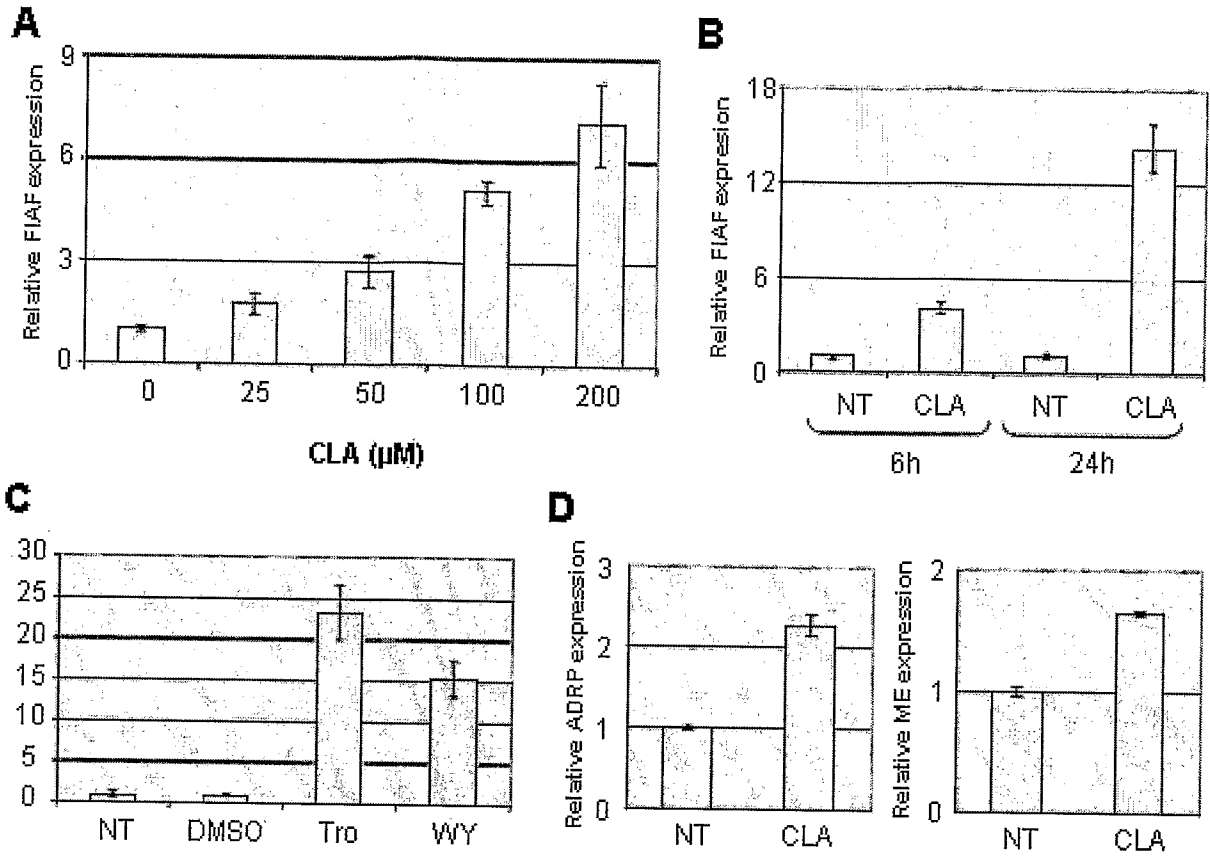 A
Relative FIAF expression
9
6
3
0
0 25 50 100 200
CLA (µM)
B
Relative FIAF expression
18
12
6
0
NT CLA NT CLA
6h 24h
C
30
25
20
15
10
5
0
NT DMSO Tro WY
D
Relative ADRP expression
3
2
1
0
NT CLA
Relative ME expression
2
1
0
NT CLA